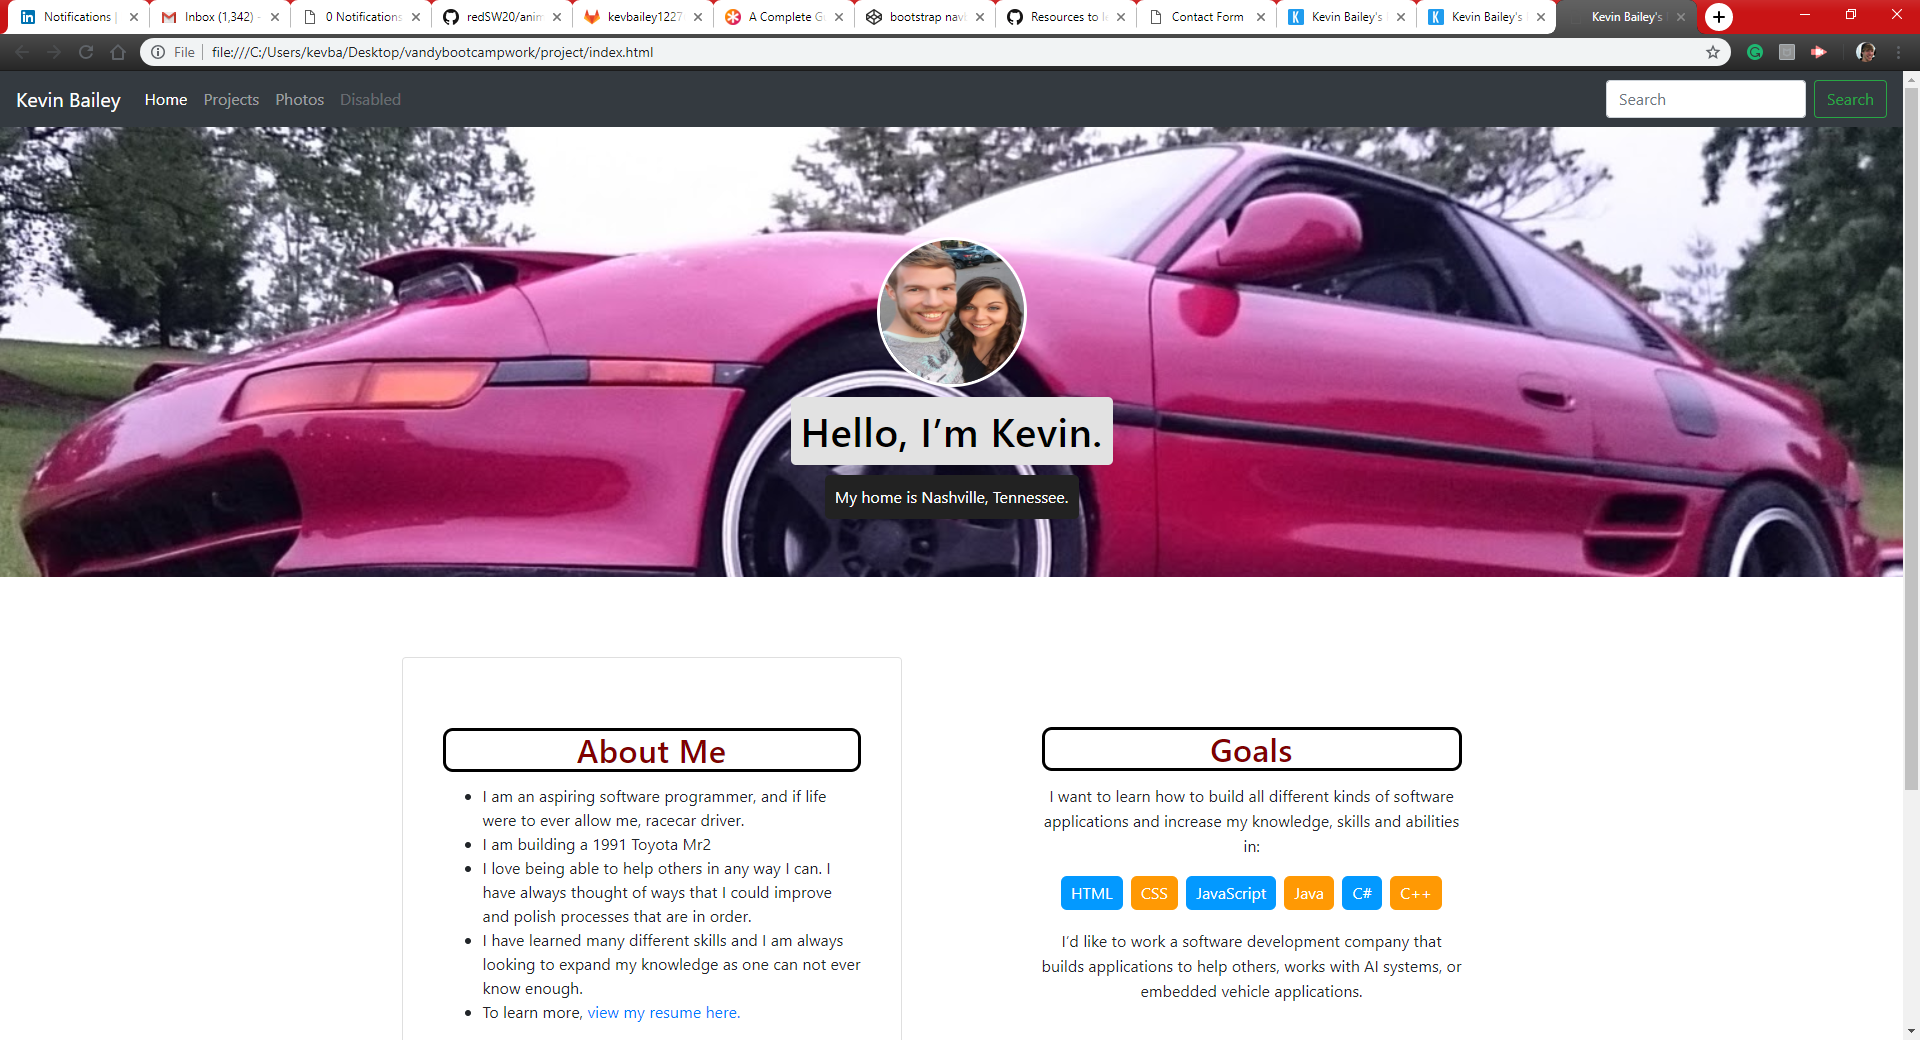 Notifications |
Inbox (1,342) -
0 Notifications
redSW20/anim
kevbailey1227
A Complete G
bootstrap nav
Resources to l
Contact Form
Kevin Bailey's
Kevin Bailey's
Kevin Bailey's
File | file:///C:/Users/kevba/Desktop/vandybootcampwork/project/index.html
Kevin Bailey Home Projects Photos Disabled Search Search
Hello, I’m Kevin.
My home is Nashville, Tennessee.
About Me
• I am an aspiring software programmer, and if life
were to ever allow me, racecar driver.
• I am building a 1991 Toyota Mr2
• I love being able to help others in any way I can. I
have always thought of ways that I could improve
and polish processes that are in order.
• I have learned many different skills and I am always
looking to expand my knowledge as one can not ever
know enough.
• To learn more, view my resume here.
Goals
I want to learn how to build all different kinds of software
applications and increase my knowledge, skills and abilities
in:
HTML CSS JavaScript Java C# C++
I’d like to work a software development company that
builds applications to help others, works with AI systems, or
embedded vehicle applications.